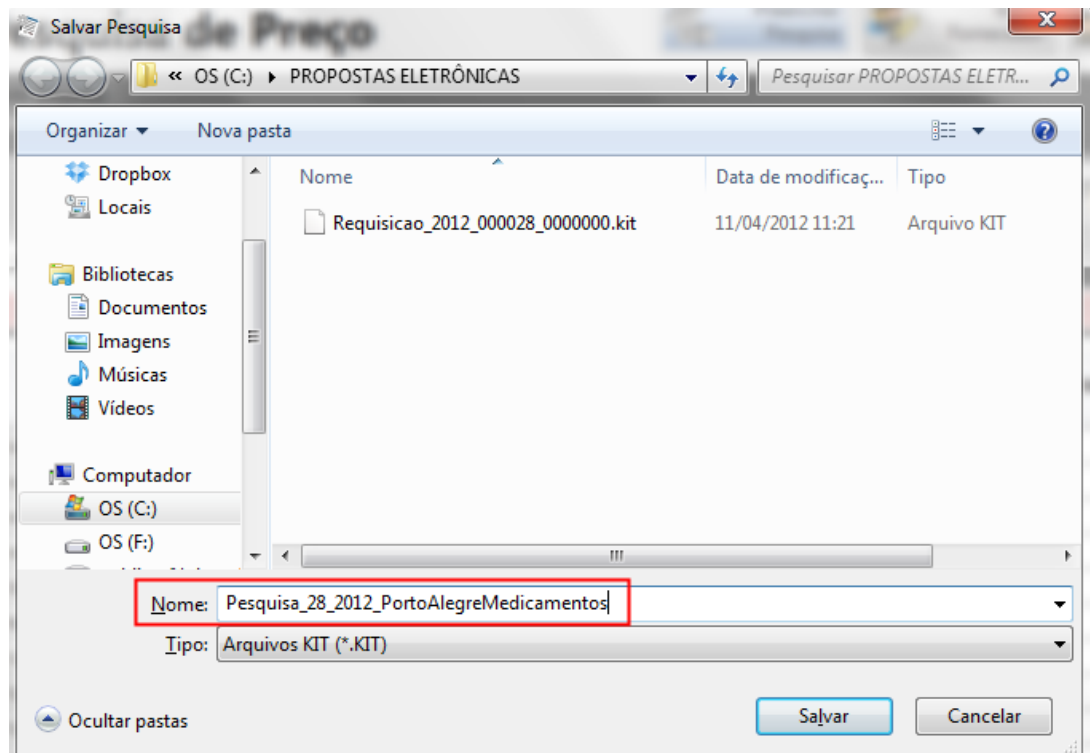 Salvar Pesquisa
de Preço
« OS (C:) PROPOSTAS ELETRÔNICAS
Pesquisar PROPOSTAS ELETR...
Organizar
Nova pasta
Dropbox
Locais
Bibliotecas
Documentos
Imagens
Músicas
Vídeos
Computador
OS (C:)
OS (F:)
Nome Data de modificaç... Tipo
Requisicao_2012_000028_0000000.kit 11/04/2012 11:21 Arquivo KIT
Nome: Pesquisa_28_2012_PortoAlegreMedicamentos
Tipo: Arquivos KIT (*.KIT)
Ocultar pastas
Salvar
Cancelar